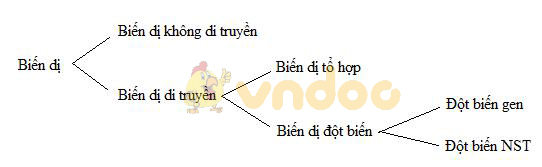 Biến dị không di truyền
Biến dị
Biến dị di truyền
Biến dị tổ hợp
Biến dị đột biến
Đột biến gen
Đột biến NST
vndoc